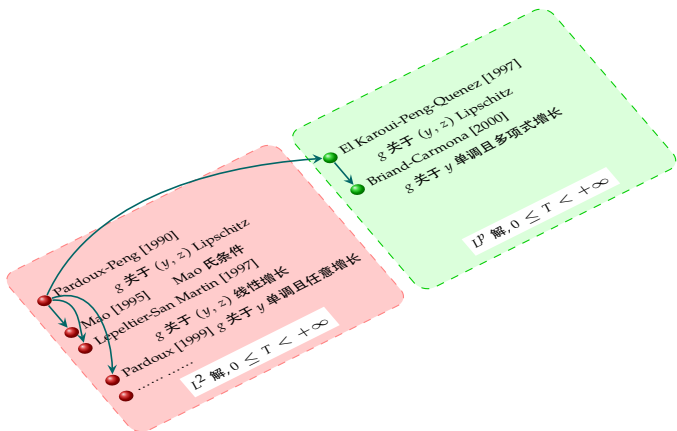 Pardoux-Peng [1990]
g 关于 (y, z) Lipschitz
Mao [1995] Mao 氏条件
Lepeltier-San Martin [1997]
g 关于 (y, z) 线性增长
Pardoux [1999] g 关于 y 单调且任意增长
…… ……
L² 解, 0 ≤ T < +∞
El Karoui-Peng-Quenez [1997]
g 关于 (y, z) Lipschitz
Briand-Carmona [2000]
g 关于 y 单调且多项式增长
Lᵖ 解, 0 ≤ T < +∞